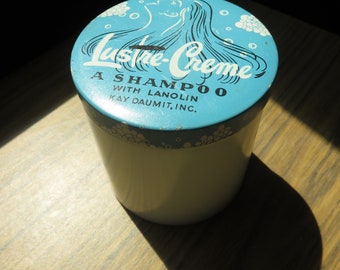 Lustre-Creme
A SHAMPOO
WITH LANOLIN
KAY DAUMIT, INC.